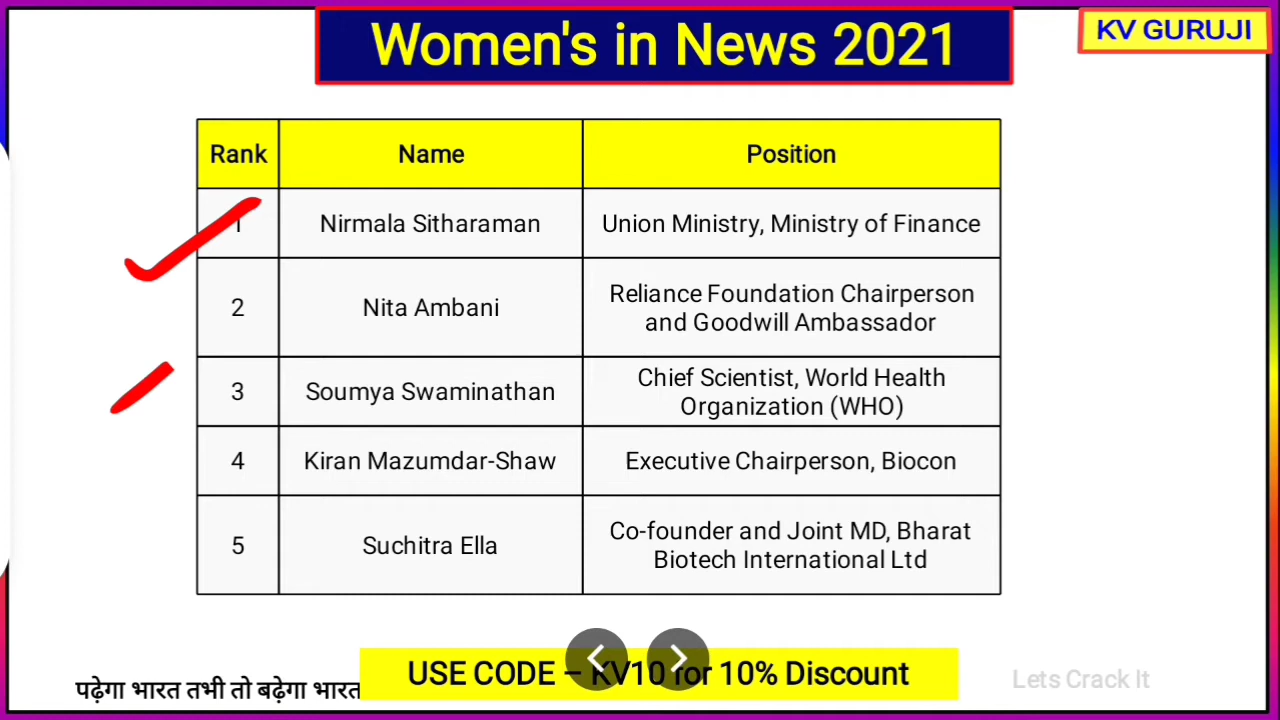 Women's in News 2021
KV GURUJI
Rank Name Position
1 Nirmala Sitharaman Union Ministry, Ministry of Finance
2 Nita Ambani Reliance Foundation Chairperson
and Goodwill Ambassador
3 Soumya Swaminathan Chief Scientist, World Health
Organization (WHO)
4 Kiran Mazumdar-Shaw Executive Chairperson, Biocon
5 Suchitra Ella Co-founder and Joint MD, Bharat
Biotech International Ltd
USE CODE – KV10 for 10% Discount
पढ़ेगा भारत तभी तो बढ़ेगा भारत
Lets Crack It